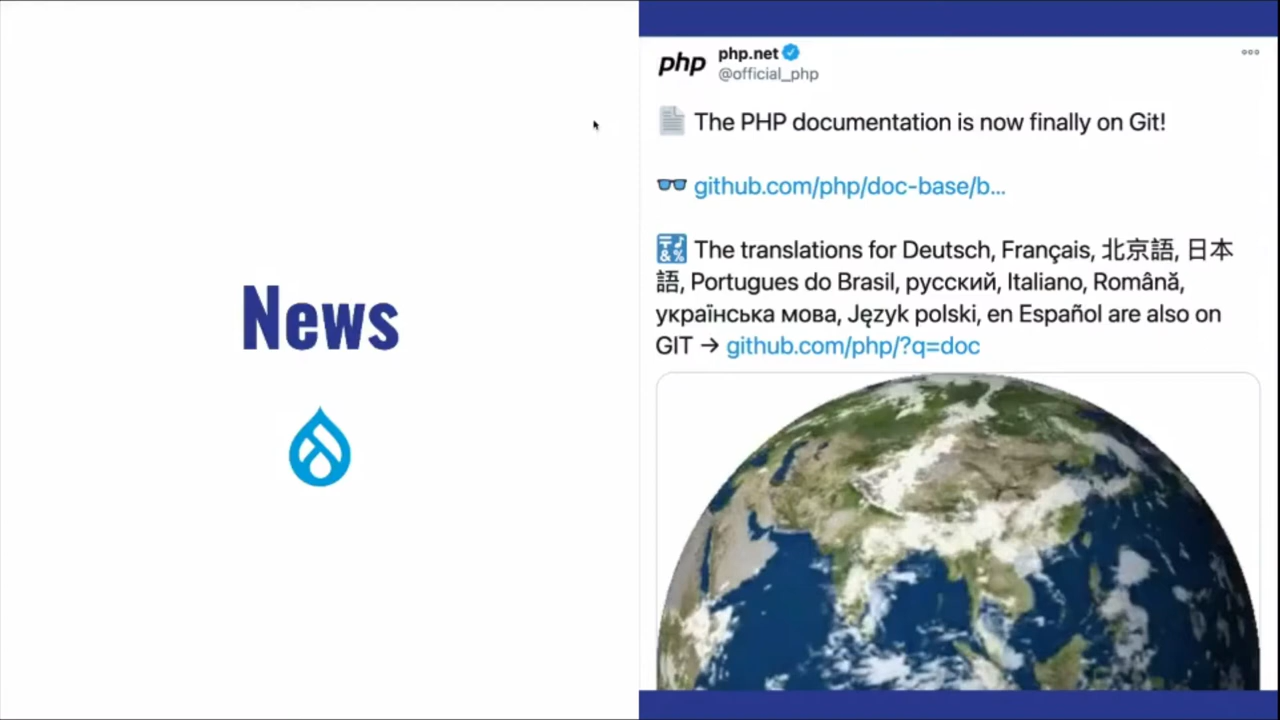 News
php
php.net
@official_php
The PHP documentation is now finally on Git!
github.com/php/doc-base/b...
The translations for Deutsch, Français, 北京語, 日本
語, Portugues do Brasil, русский, Italiano, Română,
українська мова, Język polski, en Español are also on
GIT → github.com/php/?q=doc